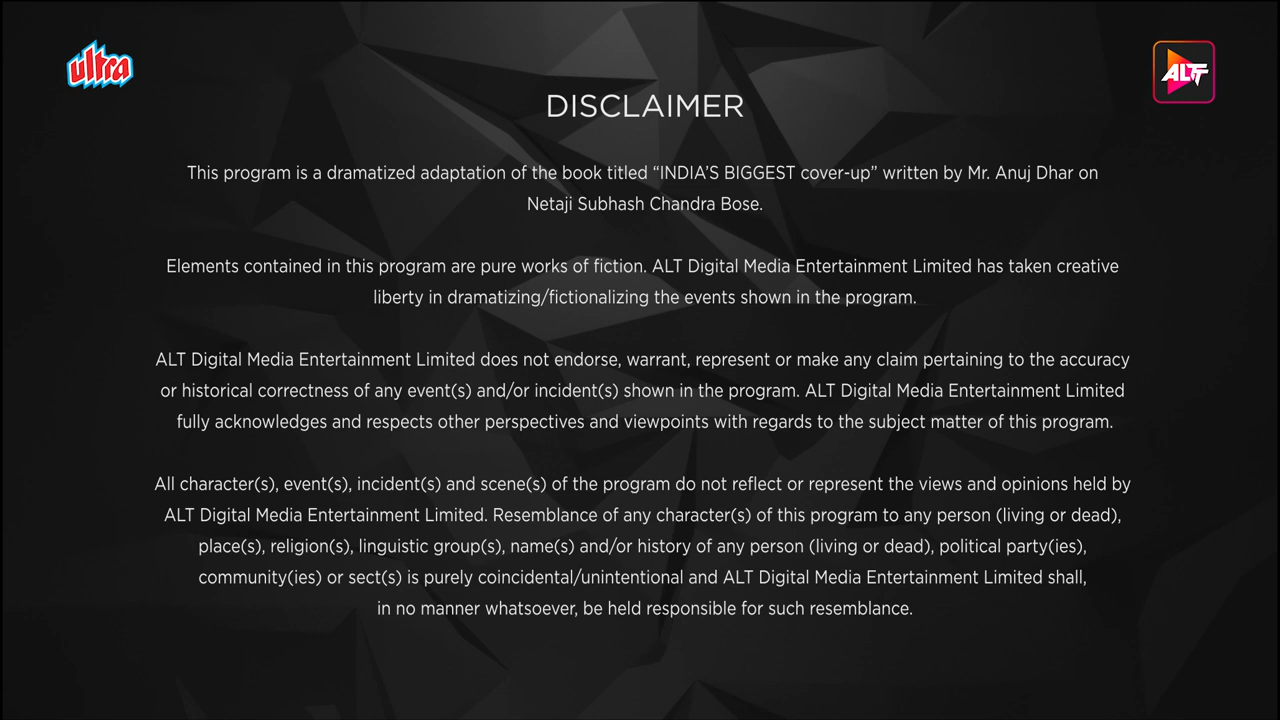 ultra
ALTT
DISCLAIMER
This program is a dramatized adaptation of the book titled “INDIA’S BIGGEST cover-up” written by Mr. Anuj Dhar on
Netaji Subhash Chandra Bose.
Elements contained in this program are pure works of fiction. ALT Digital Media Entertainment Limited has taken creative
liberty in dramatizing/fictionalizing the events shown in the program.
ALT Digital Media Entertainment Limited does not endorse, warrant, represent or make any claim pertaining to the accuracy
or historical correctness of any event(s) and/or incident(s) shown in the program. ALT Digital Media Entertainment Limited
fully acknowledges and respects other perspectives and viewpoints with regards to the subject matter of this program.
All character(s), event(s), incident(s) and scene(s) of the program do not reflect or represent the views and opinions held by
ALT Digital Media Entertainment Limited. Resemblance of any character(s) of this program to any person (living or dead),
place(s), religion(s), linguistic group(s), name(s) and/or history of any person (living or dead), political party(ies),
community(ies) or sect(s) is purely coincidental/unintentional and ALT Digital Media Entertainment Limited shall,
in no manner whatsoever, be held responsible for such resemblance.